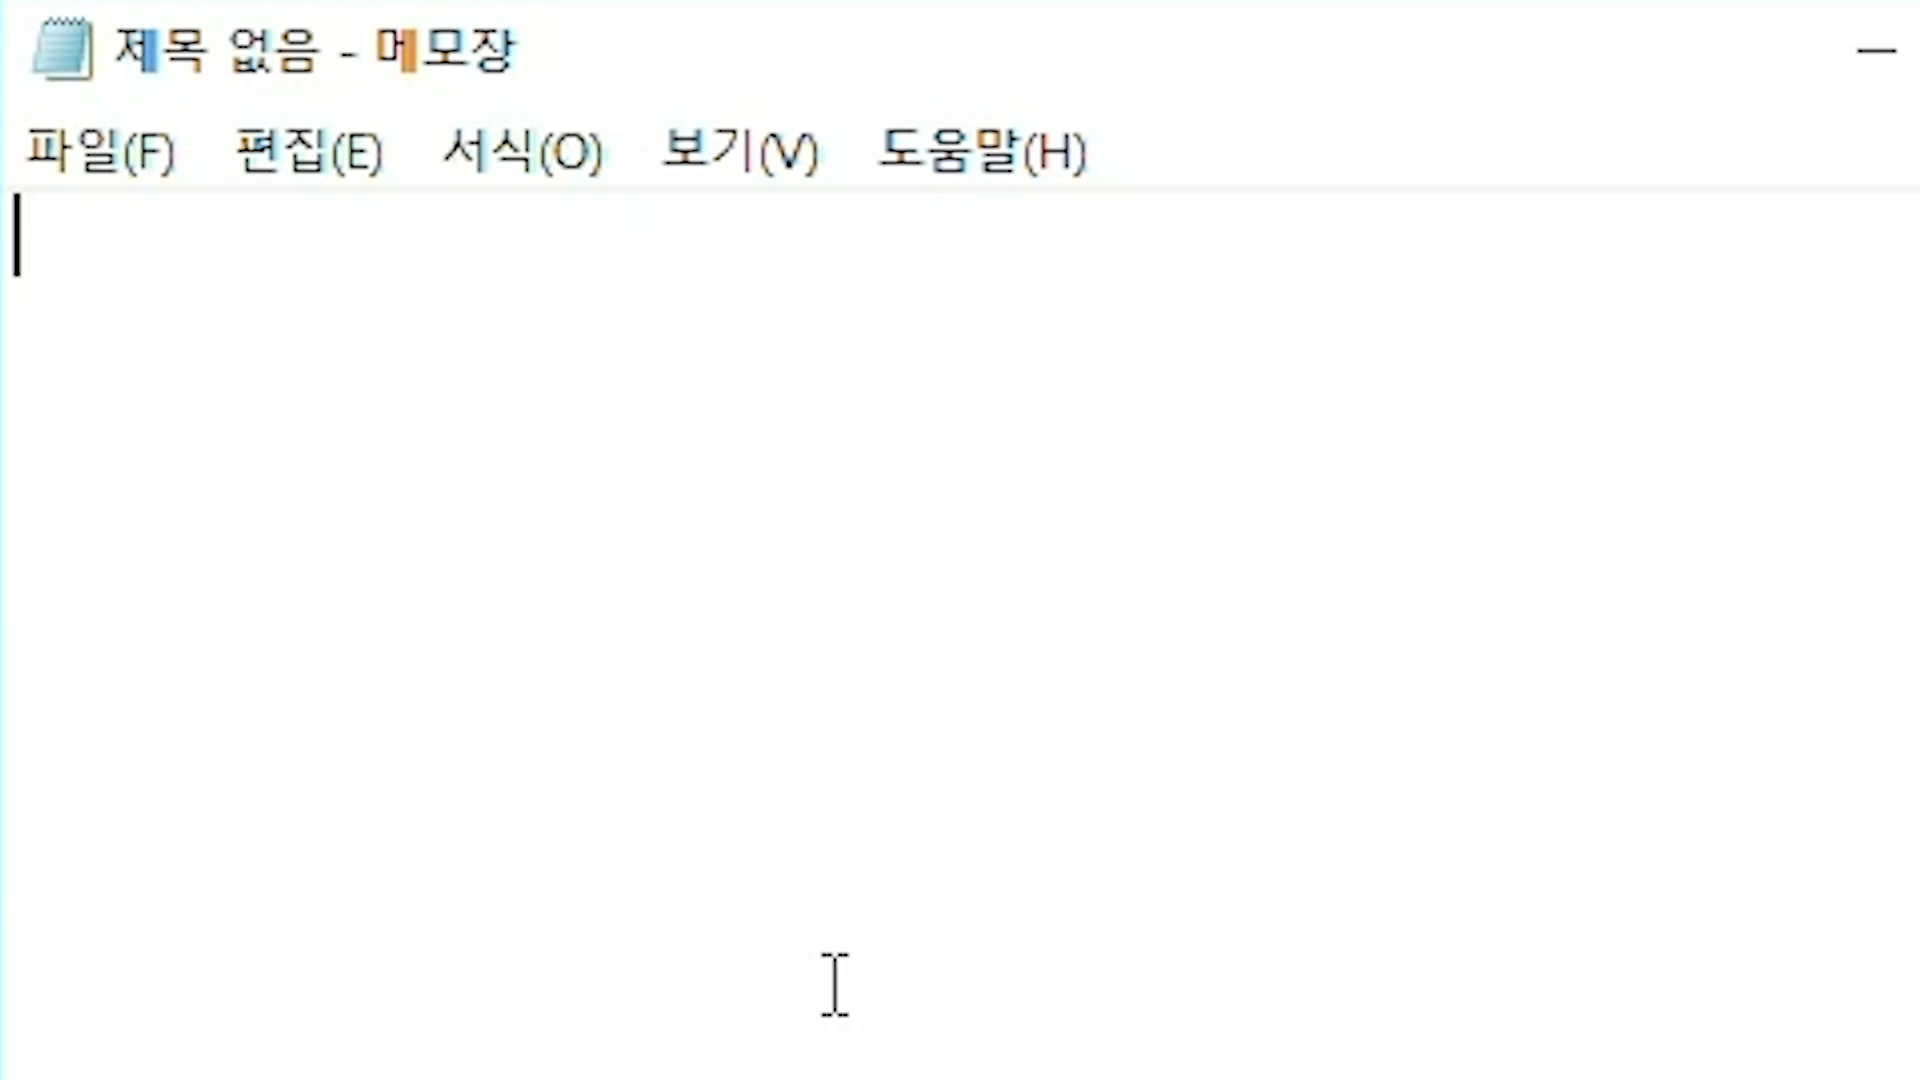 제목 없음 - 메모장
파일(F) 편집(E) 서식(O) 보기(V) 도움말(H)